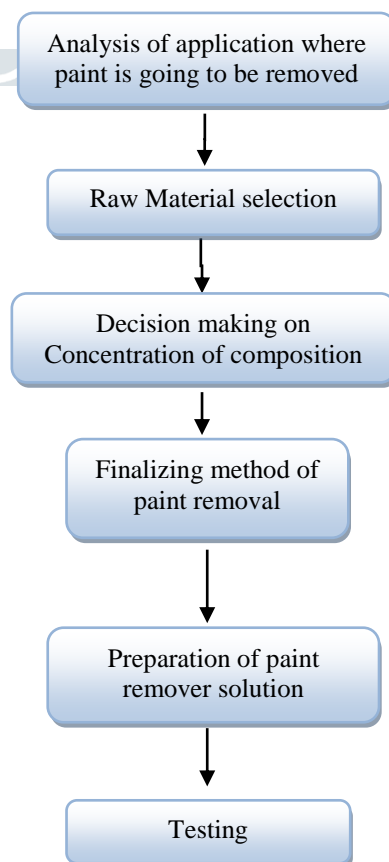 Analysis of application where
paint is going to be removed
Raw Material selection
Decision making on
Concentration of composition
Finalizing method of
paint removal
Preparation of paint
remover solution
Testing